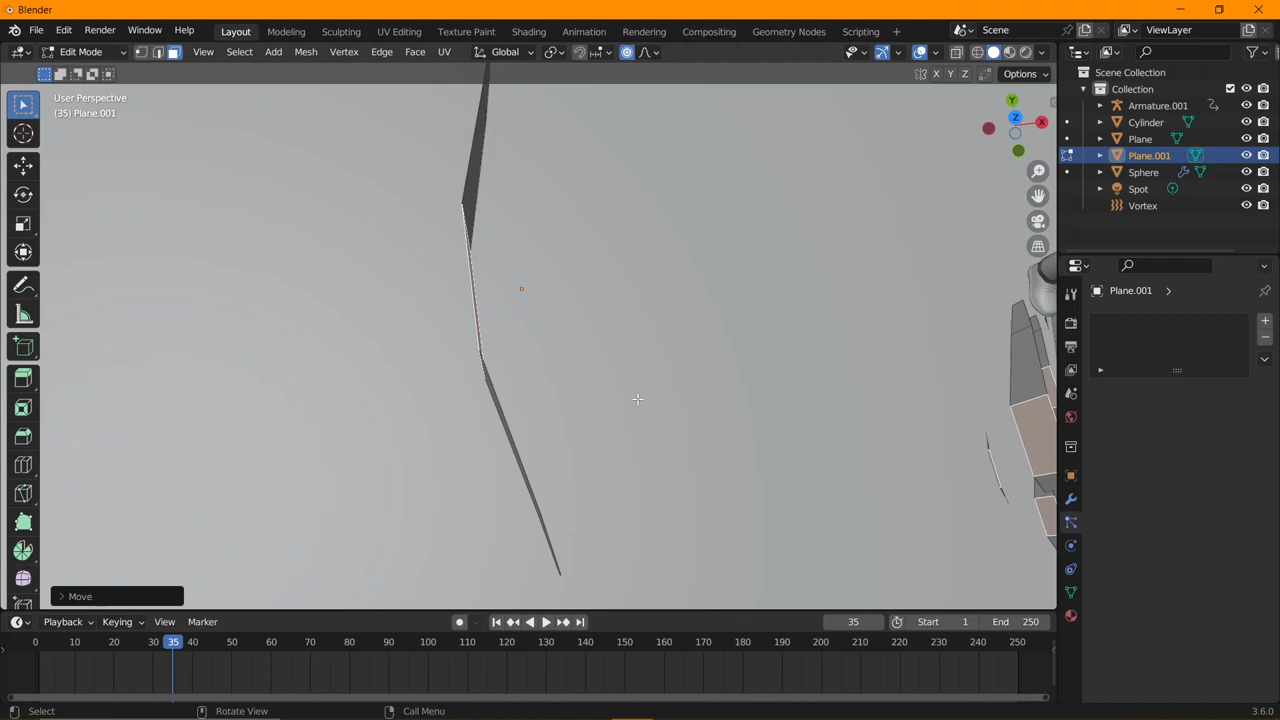 Blender
File Edit Render Window Help Layout Modeling Sculpting UV Editing Texture Paint Shading Animation Rendering Compositing Geometry Nodes Scripting + Scene ViewLayer
Edit Mode View Select Add Mesh Vertex Edge Face UV Global
X Y Z Options
User Perspective
(35) Plane.001
Y
Z
X
Scene Collection
Collection
Armature.001
Cylinder
Plane
Plane.001
Sphere
Spot
Vortex
Plane.001
Move
Playback Keying View Marker 35 Start 1 End 250
0 10 20 30 35 40 50 60 70 80 90 100 110 120 130 140 150 160 170 180 190 200 210 220 230 240 250
Select Rotate View Call Menu 3.6.0